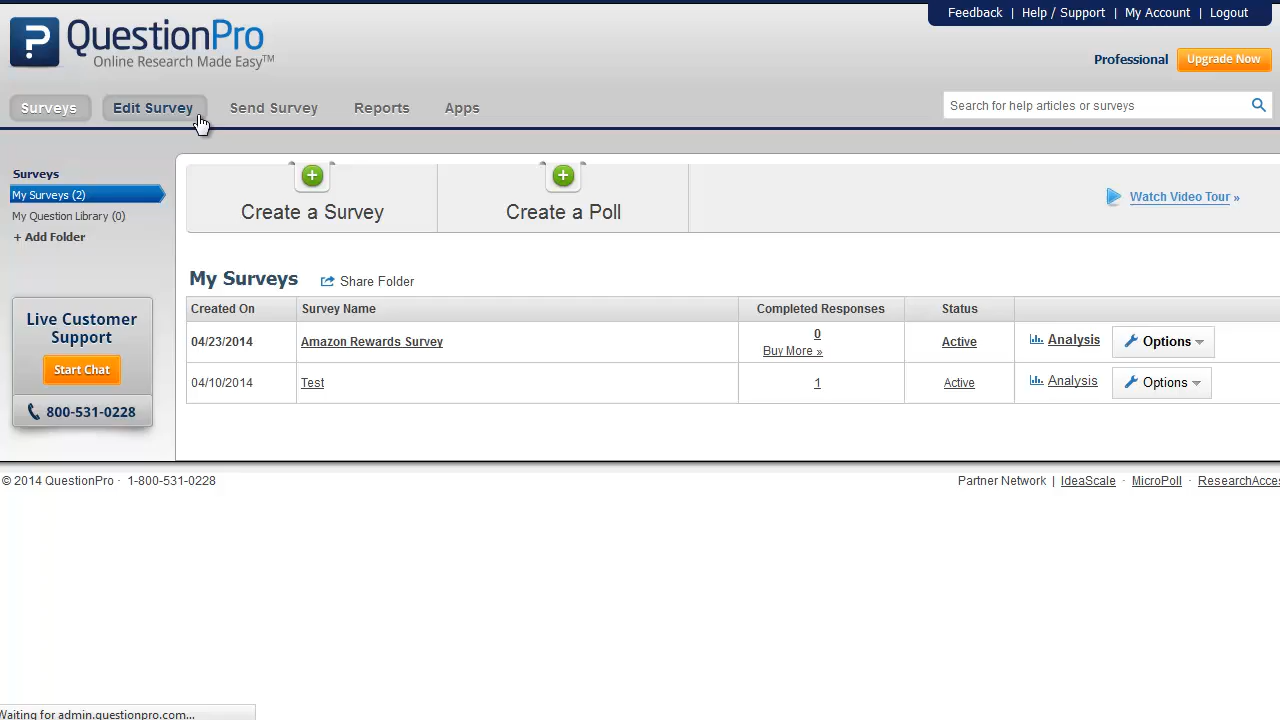 Feedback | Help / Support | My Account | Logout
QuestionPro
Online Research Made Easy™
Professional Upgrade Now
Surveys Edit Survey Send Survey Reports Apps
Search for help articles or surveys
Surveys
My Surveys (2)
My Question Library (0)
+ Add Folder
Live Customer
Support
Start Chat
800-531-0228
Create a Survey
Create a Poll
Watch Video Tour »
My Surveys Share Folder
Created On Survey Name Completed Responses Status
04/23/2014 Amazon Rewards Survey 0 Buy More » Active Analysis Options
04/10/2014 Test 1 Active Analysis Options
© 2014 QuestionPro · 1-800-531-0228
Partner Network | IdeaScale · MicroPoll · ResearchAcces
Waiting for admin.questionpro.com...